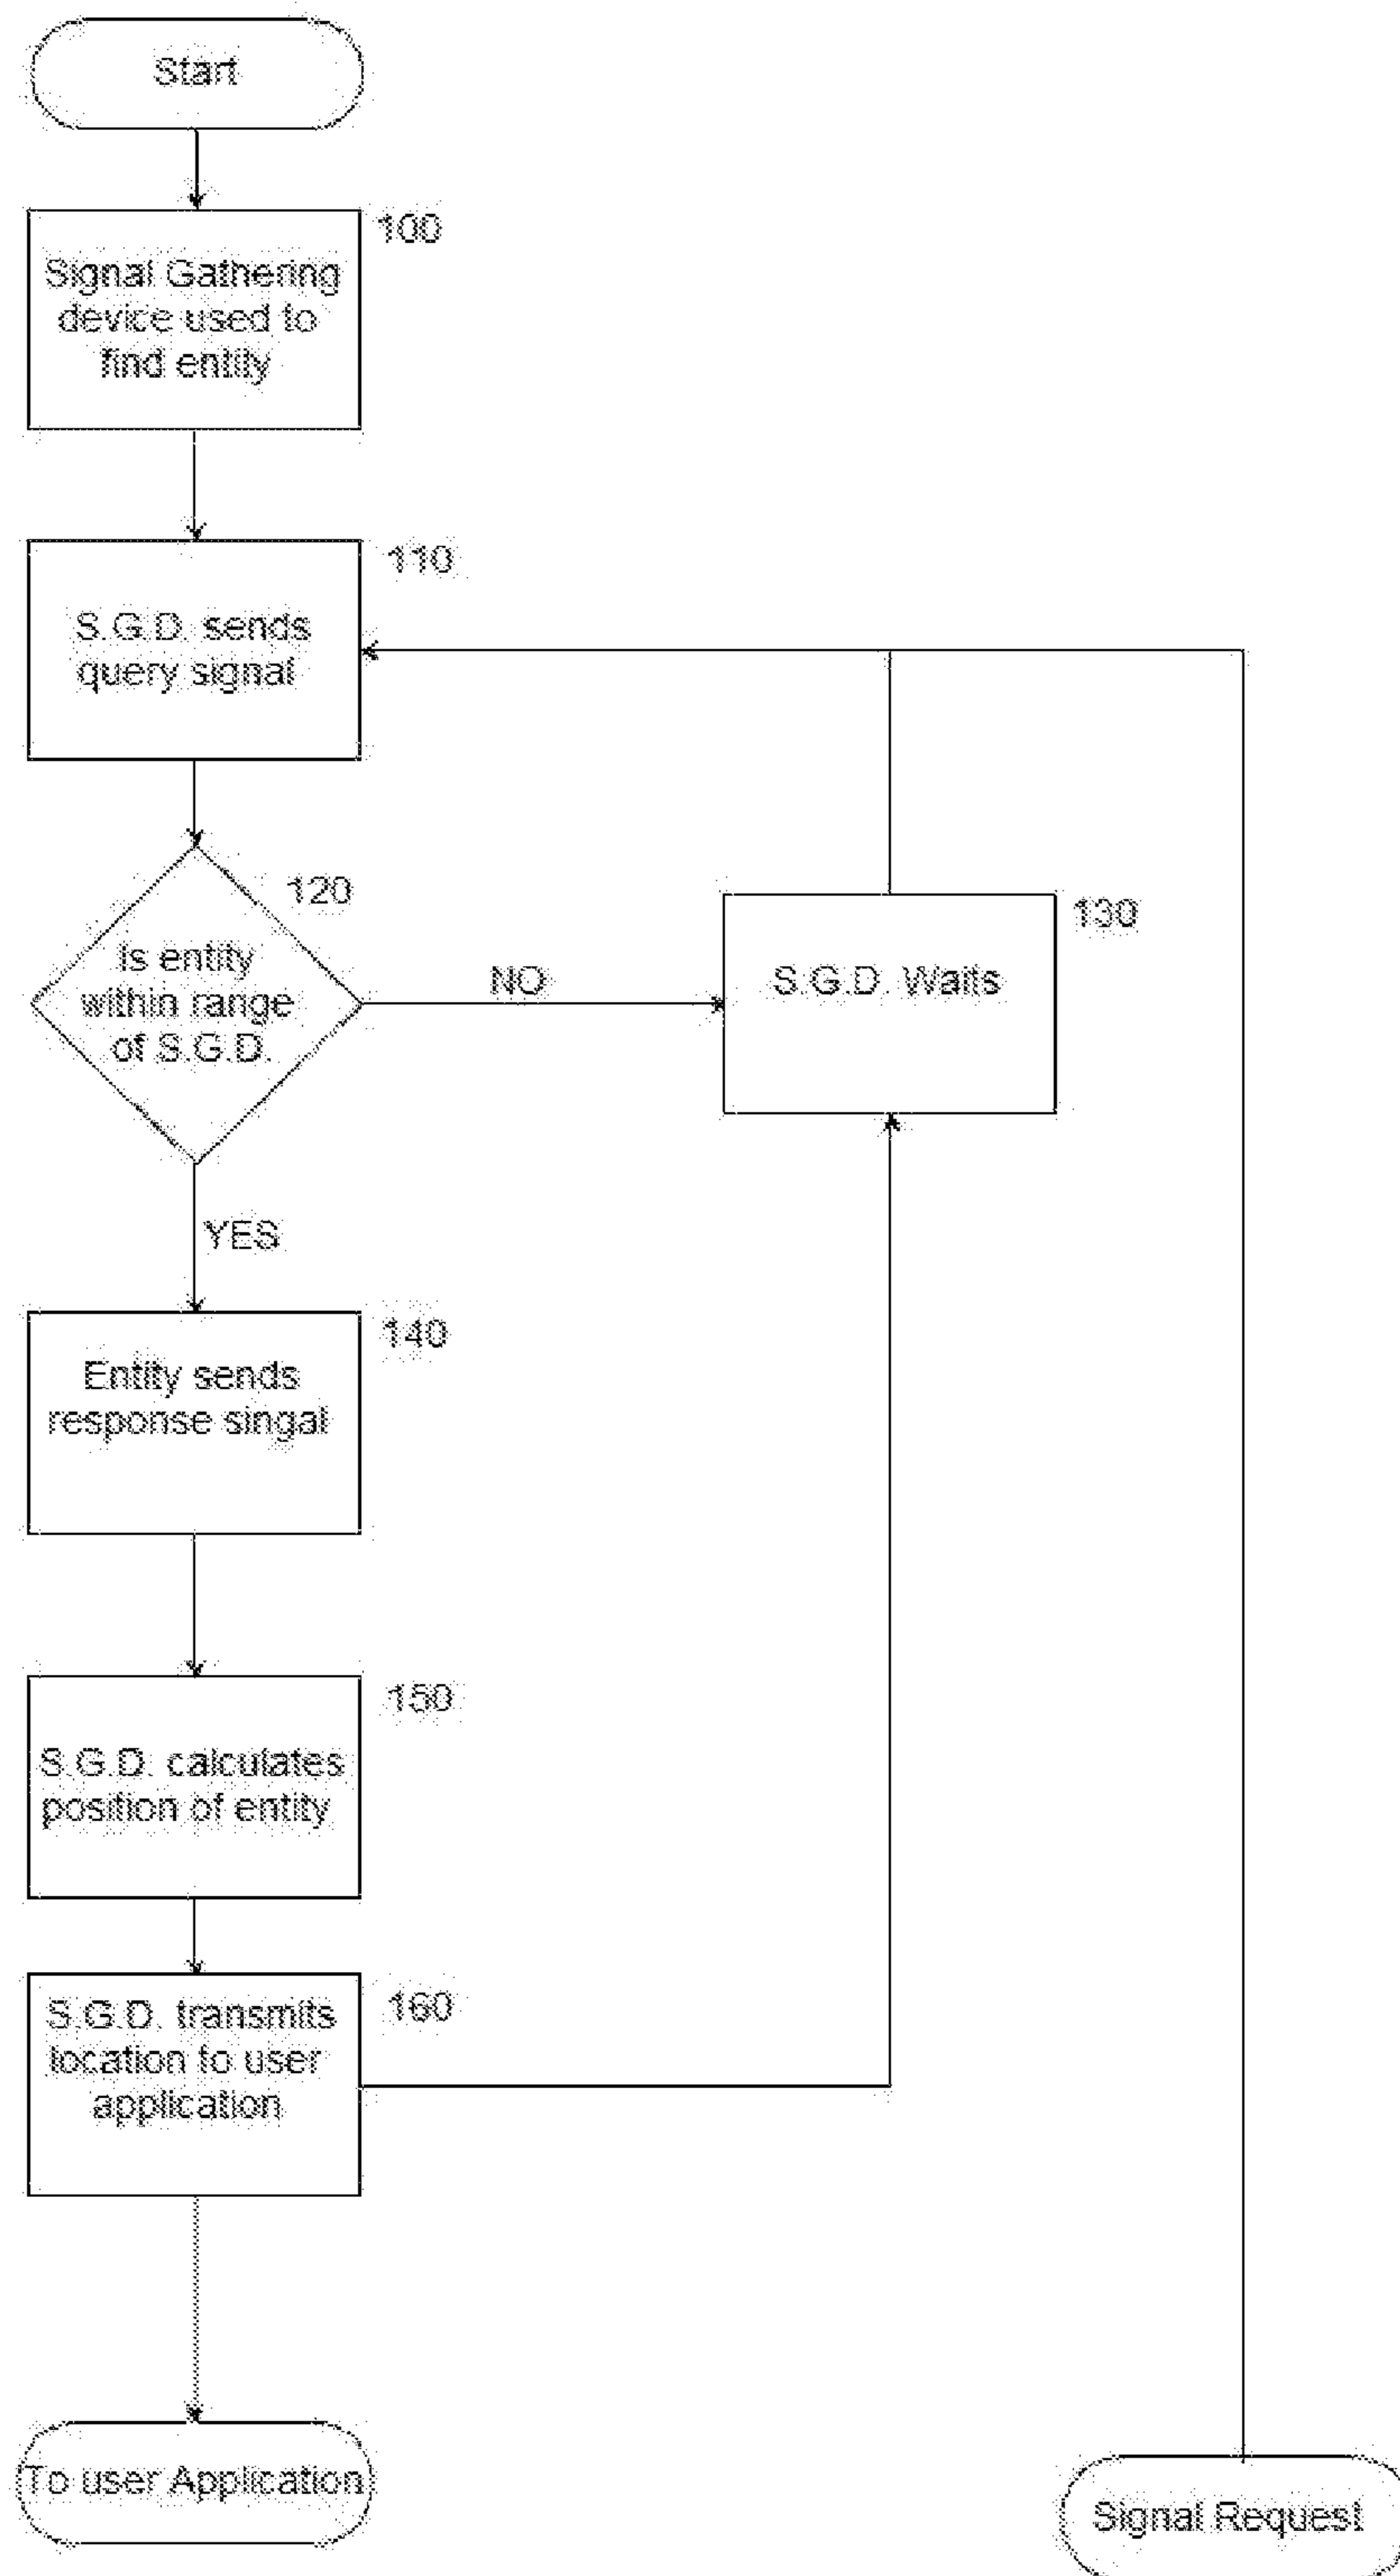 Start
100
Signal Gathering
device used to
find entity
110
S.G.D. sends
query signal
120
Is entity
within range
of S.G.D.
NO
130
S.G.D. Waits
YES
140
Entity sends
response singal
150
S.G.D. calculates
position of entity
160
S.G.D. transmits
location to user
application
To user Application
Signal Request